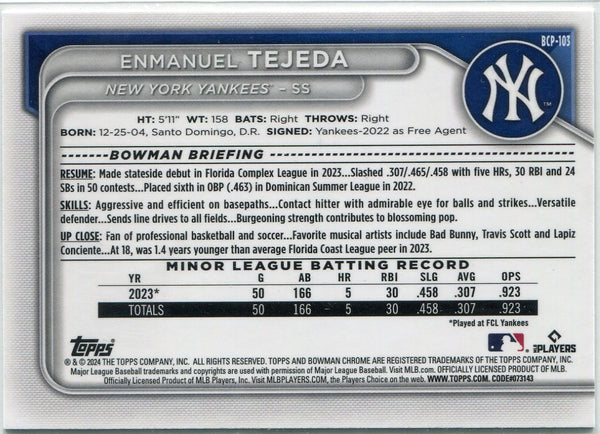 BCP-103
ENMANUEL TEJEDA
NEW YORK YANKEES® – SS
NY
™
HT: 5'11" WT: 158 BATS: Right THROWS: Right
BORN: 12-25-04, Santo Domingo, D.R. SIGNED: Yankees-2022 as Free Agent
BOWMAN BRIEFING
RESUME: Made stateside debut in Florida Complex League in 2023...Slashed .307/.465/.458 with five HRs, 30 RBI and 24
SBs in 50 contests...Placed sixth in OBP (.463) in Dominican Summer League in 2022.
SKILLS: Aggressive and efficient on basepaths...Contact hitter with admirable eye for balls and strikes...Versatile
defender...Sends line drives to all fields...Burgeoning strength contributes to blossoming pop.
UP CLOSE: Fan of professional basketball and soccer...Favorite musical artists include Bad Bunny, Travis Scott and Lapiz
Conciente...At 18, was 1.4 years younger than average Florida Coast League peer in 2023.
MINOR LEAGUE BATTING RECORD
YR G AB HR RBI SLG AVG OPS
2023* 50 166 5 30 .458 .307 .923
TOTALS 50 166 5 30 .458 .307 .923
*Played at FCL Yankees
Topps
MLB PLAYERS
® & © 2024 THE TOPPS COMPANY, INC. ALL RIGHTS RESERVED. TOPPS AND BOWMAN CHROME ARE REGISTERED TRADEMARKS OF THE TOPPS COMPANY, INC.
Major League Baseball trademarks and copyrights are used with permission of Major League Baseball. Visit MLB.com. OFFICIALLY LICENSED PRODUCT OF MLB.
Officially Licensed Product of MLB Players, Inc. Visit MLBPLAYERS.com, the Players Choice on the web. WWW.TOPPS.COM. CODE#073143